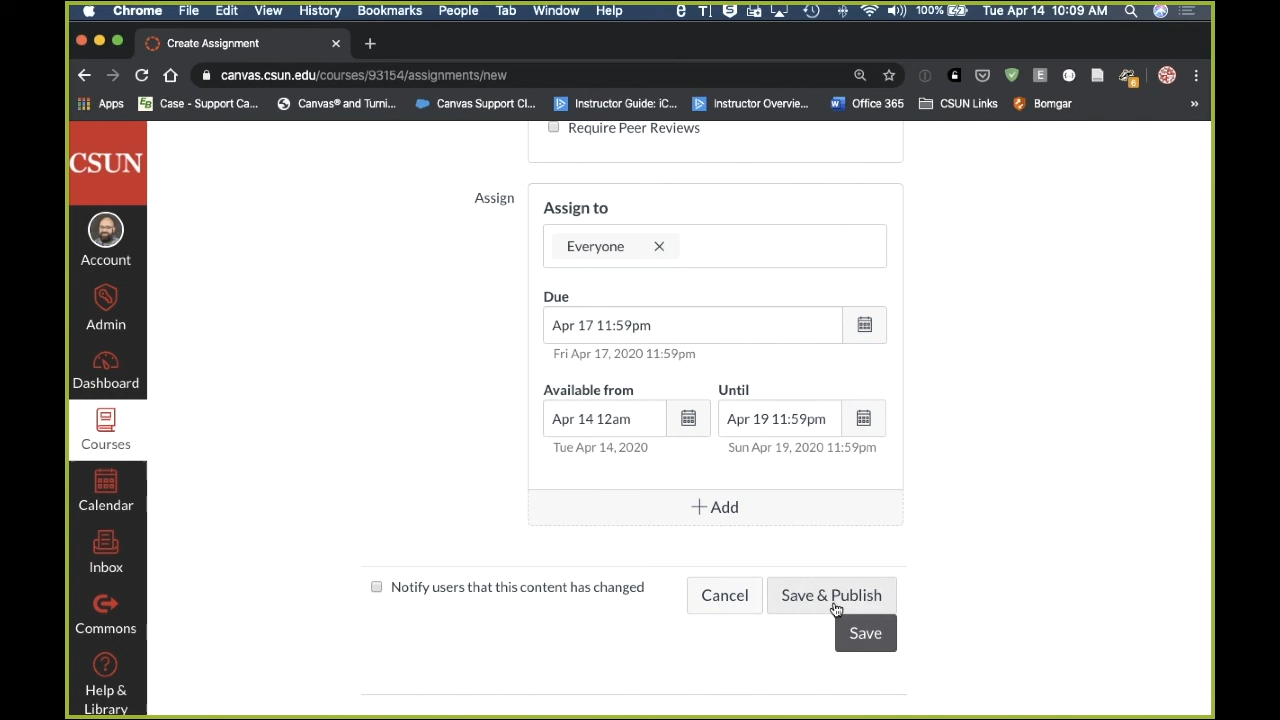 Chrome File Edit View History Bookmarks People Tab Window Help 100% Tue Apr 14 10:09 AM
Create Assignment
canvas.csun.edu/courses/93154/assignments/new
E
6
Apps Case - Support Ca... Canvas® and Turni... Canvas Support Cl... Instructor Guide: iC... Instructor Overvie... Office 365 CSUN Links Bomgar »
CSUN
Account
Admin
Dashboard
Courses
Calendar
Inbox
Commons
Help &
Library
Require Peer Reviews
Assign
Assign to
Everyone
Due
Apr 17 11:59pm
Fri Apr 17, 2020 11:59pm
Available from Until
Apr 14 12am Apr 19 11:59pm
Tue Apr 14, 2020 Sun Apr 19, 2020 11:59pm
+ Add
Notify users that this content has changed
Cancel Save & Publish
Save